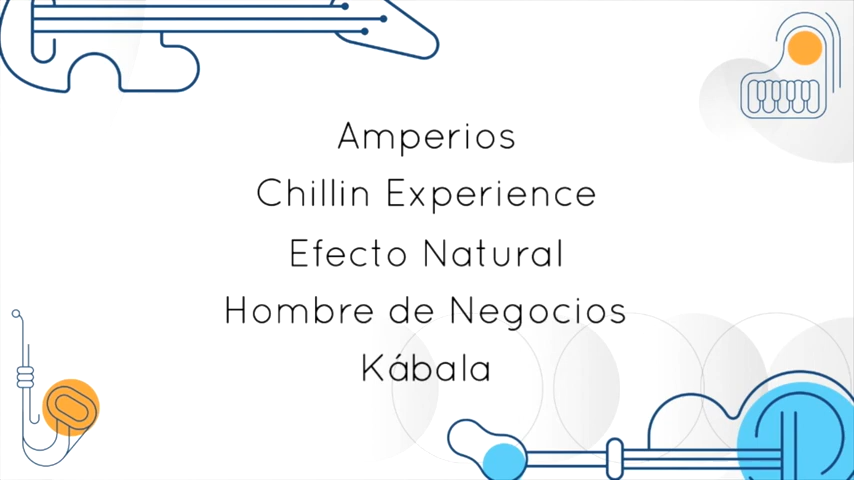 Amperios
Chillin Experience
Efecto Natural
Hombre de Negocios
Kábala